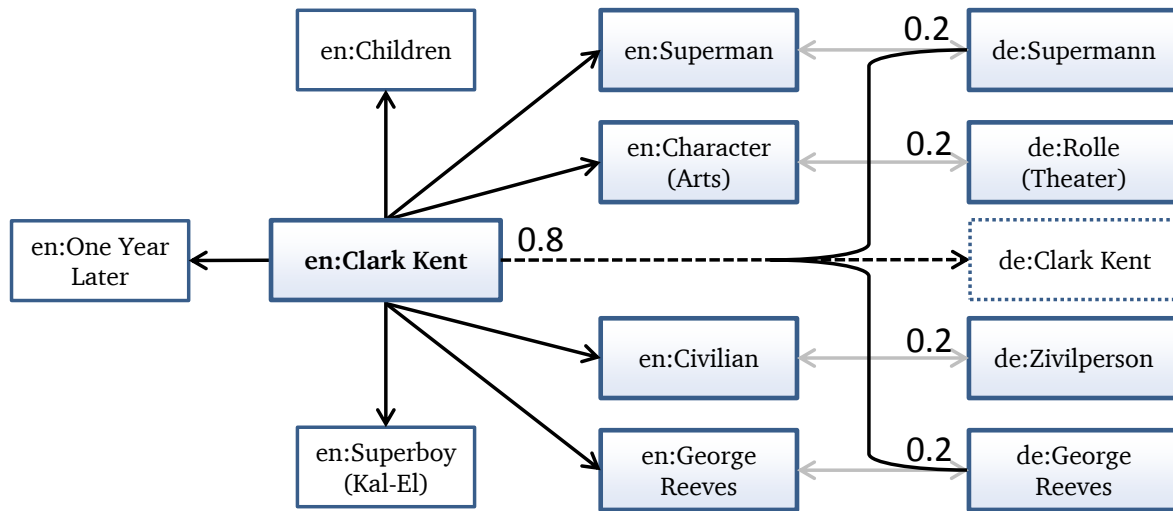 en:Children
en:Superman
0.2
de:Supermann
en:Character
(Arts)
0.2
de:Rolle
(Theater)
en:One Year
Later
en:Clark Kent
0.8
de:Clark Kent
en:Civilian
0.2
de:Zivilperson
en:Superboy
(Kal-El)
en:George
Reeves
0.2
de:George
Reeves